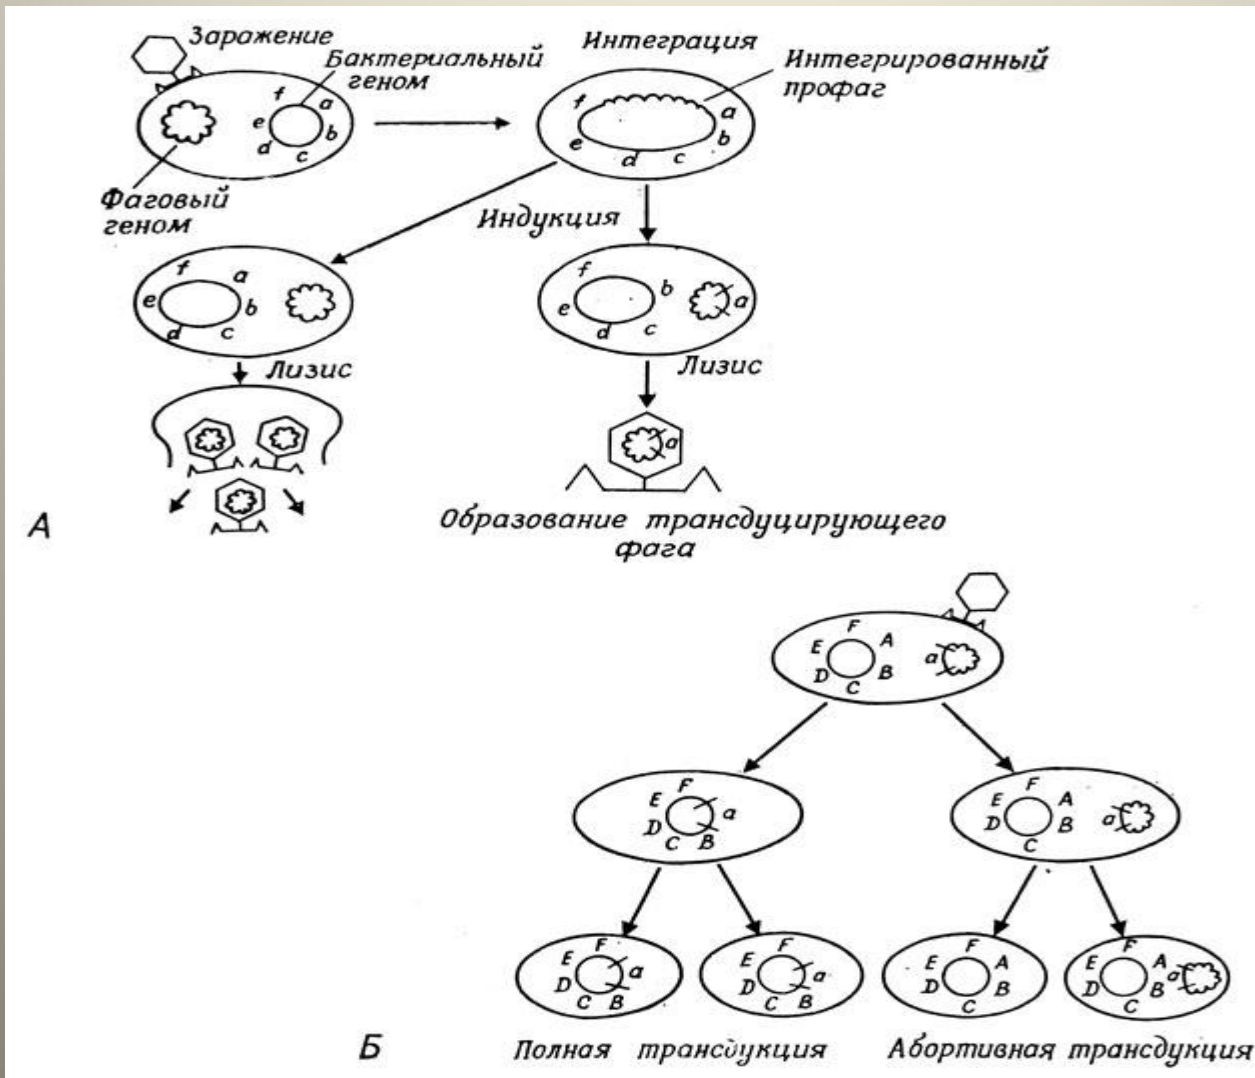 Заражение
Бактериальный
геном
f
a
e
b
d
c
Фаговый
геном
Интеграция
Интегрированный
профаг
f
a
e
b
d
c
Индукция
f
a
e
b
d
c
f
b
a
e
d
c
Лизис
Лизис
a
А
Образование трансдуцирующего
фага
F
E
A
a
D
B
C
F
E
a
D
C
B
F
E
A
D
B
a
C
F
E
a
D
C
B
F
E
a
D
C
B
F
E
A
D
B
C
F
E
A
a
D
B
C
Б
Полная трансдукция
Абортивная трансдукция